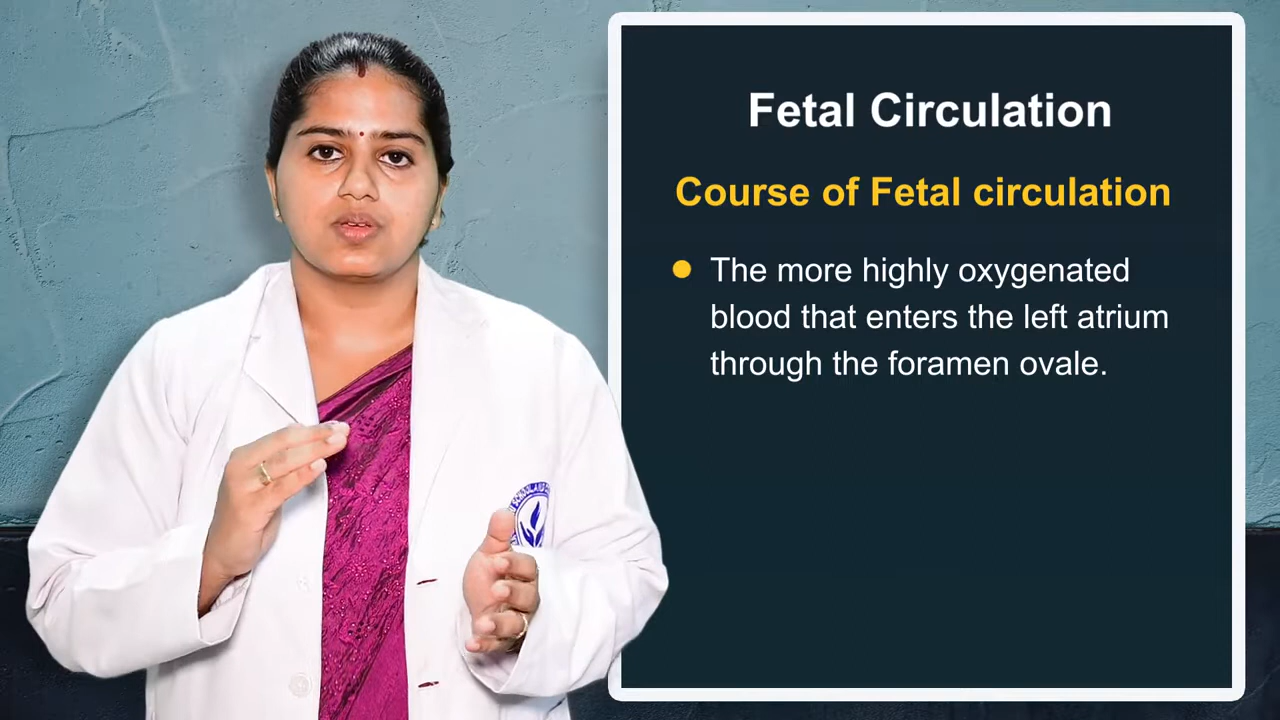 Fetal Circulation
Course of Fetal circulation
The more highly oxygenated
blood that enters the left atrium
through the foramen ovale.